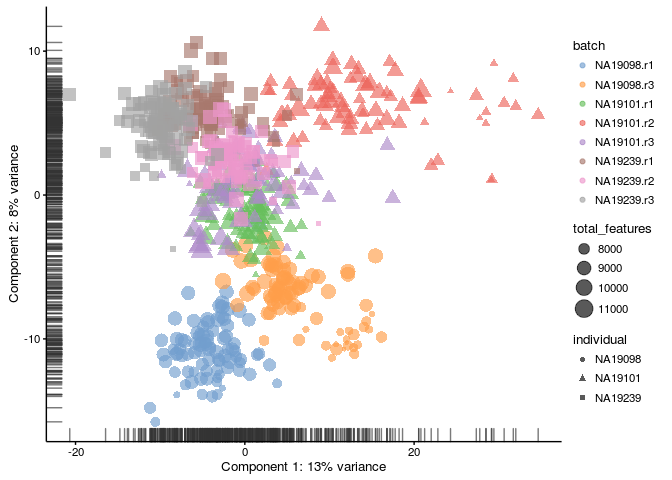 10
0
-10
-20
0
20
Component 1: 13% variance
Component 2: 8% variance
batch
NA19098.r1
NA19098.r3
NA19101.r1
NA19101.r2
NA19101.r3
NA19239.r1
NA19239.r2
NA19239.r3
total_features
8000
9000
10000
11000
individual
NA19098
NA19101
NA19239